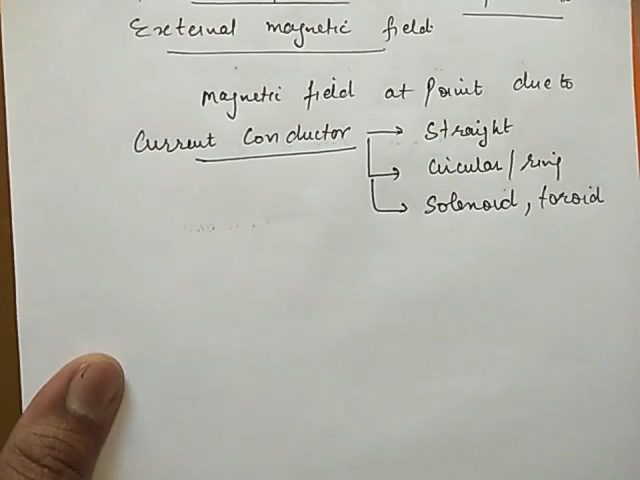 External magnetic field
magnetic field at Point due to
Current Conductor → Straight
Circular/ring
Solenoid, toroid